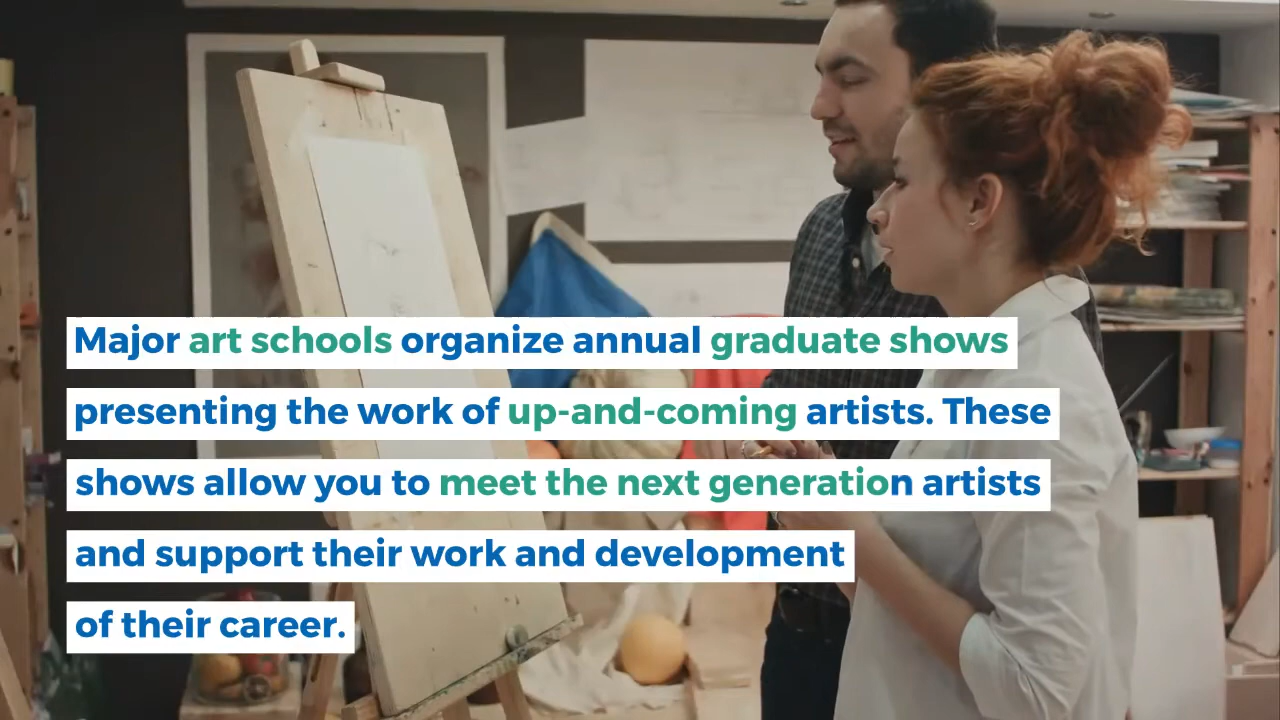 Major art schools organize annual graduate shows
presenting the work of up-and-coming artists. These
shows allow you to meet the next generation artists
and support their work and development
of their career.